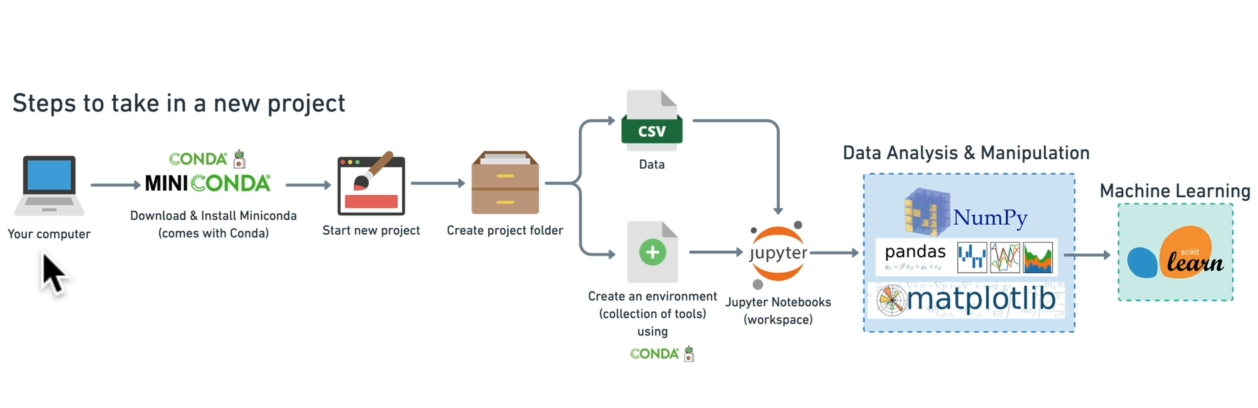 Steps to take in a new project
Your computer
CONDA
MINICONDA
Download & Install Miniconda
(comes with Conda)
Start new project
Create project folder
CSV
Data
Create an environment
(collection of tools)
using
CONDA
jupyter
Jupyter Notebooks
(workspace)
Data Analysis & Manipulation
NumPy
pandas
matplotlib
Machine Learning
scikit
learn